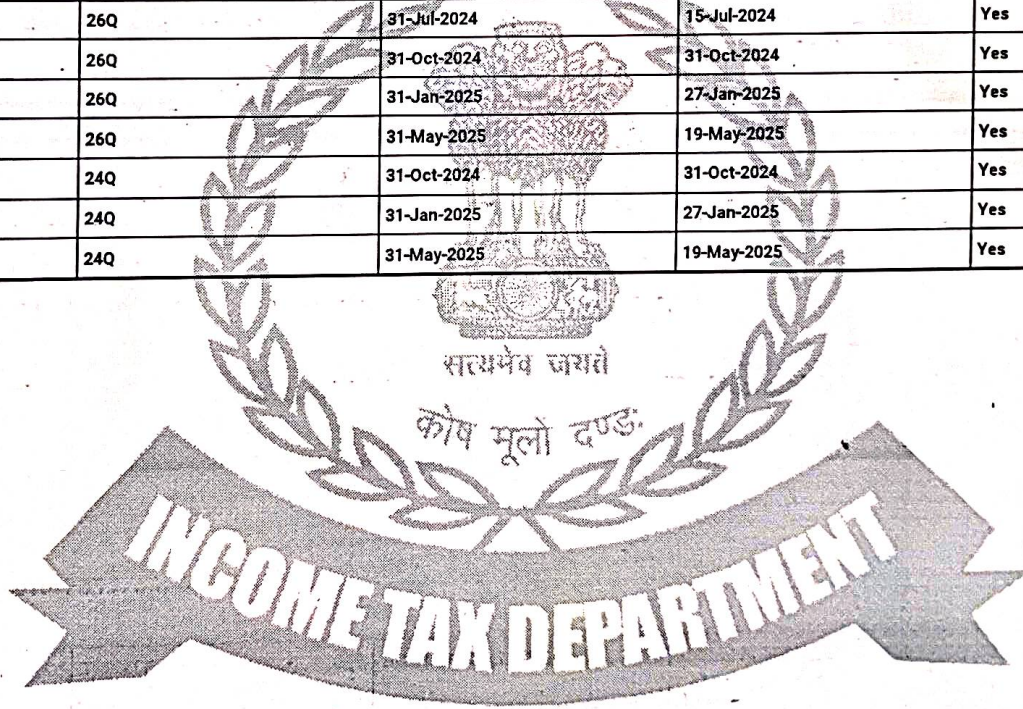 26Q 31-Jul-2024 15-Jul-2024 Yes
26Q 31-Oct-2024 31-Oct-2024 Yes
26Q 31-Jan-2025 27-Jan-2025 Yes
26Q 31-May-2025 19-May-2025 Yes
24Q 31-Oct-2024 31-Oct-2024 Yes
24Q 31-Jan-2025 27-Jan-2025 Yes
24Q 31-May-2025 19-May-2025 Yes
सत्यमेव जयते
कोष मूलो दण्डः
INCOME TAX DEPARTMENT